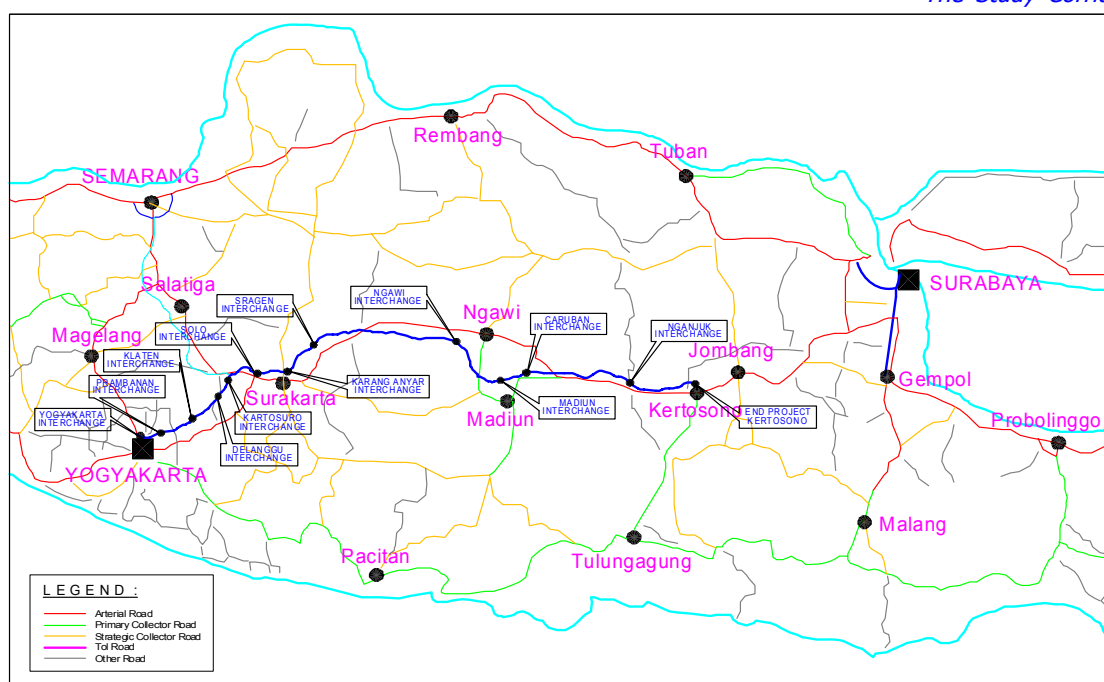 The Study Corri
Rembang
Tuban
SEMARANG
SURABAYA
Salatiga
SRAGEN
INTERCHANGE
NGAWI
INTERCHANGE
Ngawi
CARUBAN
INTERCHANGE
NGANJUK
INTERCHANGE
SOLO
INTERCHANGE
Magelang
KLATEN
INTERCHANGE
Jombang
Gempol
PRAMBANAN
INTERCHANGE
KARANG ANYAR
INTERCHANGE
Surakarta
MADIUN
INTERCHANGE
Madiun
Kertosono
END PROJECT
KERTOSONO
Probolinggo
YOGYAKARTA
INTERCHANGE
KARTOSURO
INTERCHANGE
DELANGGU
INTERCHANGE
YOGYAKARTA
Malang
Tulungagung
Pacitan
LEGEND :
Arterial Road
Primary Collector Road
Strategic Collector Road
Tol Road
Other Road